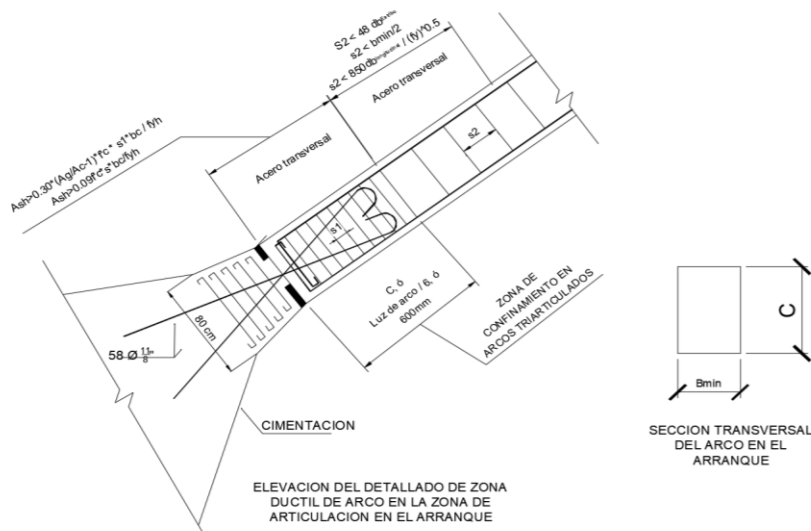 S2 < 48 db
s2 < bmin/2
s2 < 850db / (fy)^0.5
Acero transversal
Ash>0.30*(Ag/Ac-1)*f'c* s1*bc / fyh
Ash>0.09f'c*s*bc/fyh
Acero transversal
s2
s1
C, ó
Luz de arco / 6, ó
600mm
ZONA DE
CONFINAMIENTO EN
ARCOS TRIARTICULADOS
80 cm
58 Ø 1 1/8"
CIMENTACION
ELEVACION DEL DETALLADO DE ZONA
DUCTIL DE ARCO EN LA ZONA DE
ARTICULACION EN EL ARRANQUE
C
Bmin
SECCION TRANSVERSAL
DEL ARCO EN EL
ARRANQUE